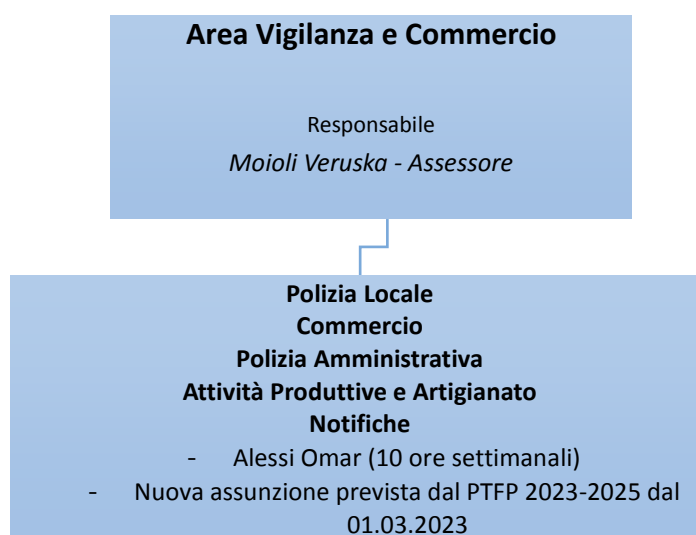 Area Vigilanza e Commercio
Responsabile
Moioli Veruska - Assessore
Polizia Locale
Commercio
Polizia Amministrativa
Attività Produttive e Artigianato
Notifiche
- Alessi Omar (10 ore settimanali)
- Nuova assunzione prevista dal PTFP 2023-2025 dal
01.03.2023